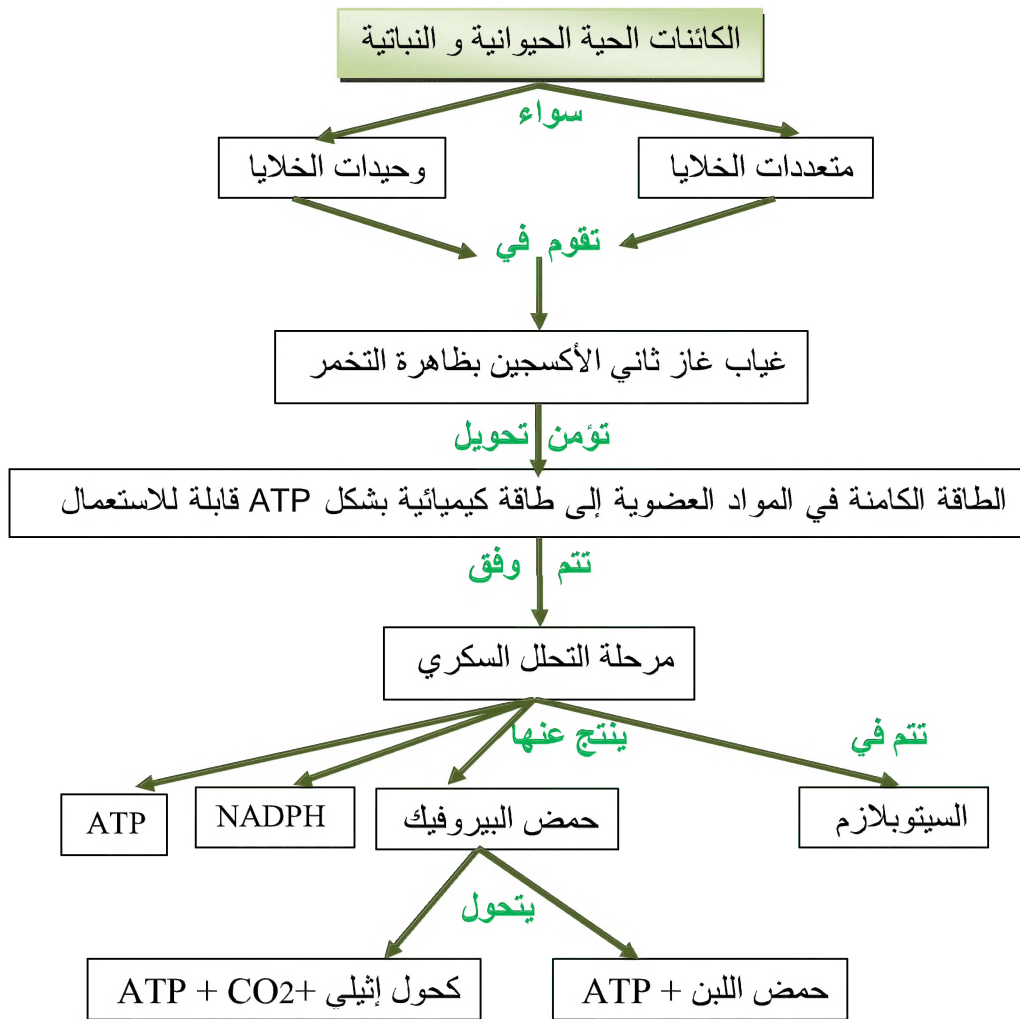 الكائنات الحية الحيوانية و النباتية
سواء
متعددات الخلايا
وحيدات الخلايا
تقوم في
غياب غاز ثاني الأكسجين بظاهرة التخمر
تؤمن تحويل
الطاقة الكامنة في المواد العضوية إلى طاقة كيميائية بشكل ATP قابلة للاستعمال
تتم وفق
مرحلة التحلل السكري
تتم في
ينتج عنها
السيتوبلازم
حمض البيروفيك
NADPH
ATP
يتحول
حمض اللبن + ATP
كحول إثيلي +ATP + CO2